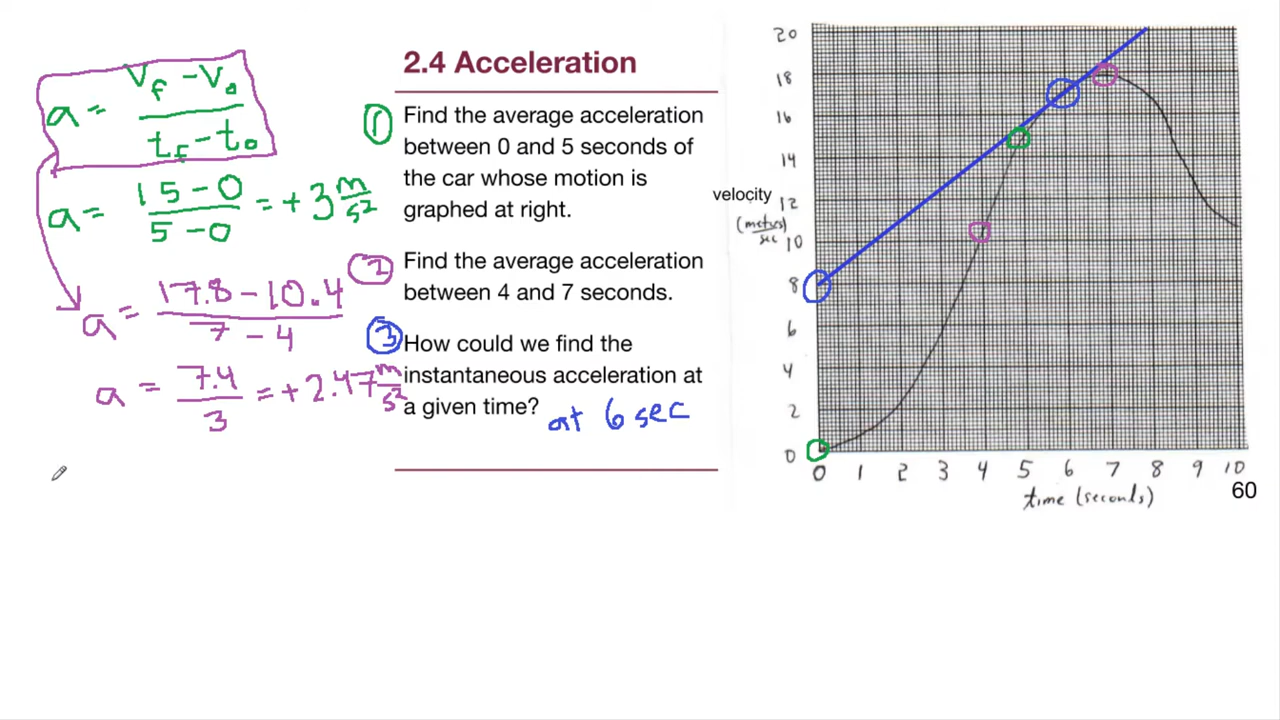 a = Vf - Vo / tf - to
a = 15 - 0 / 5 - 0 = + 3 m/s²
a = 17.8 - 10.4 / 7 - 4
a = 7.4 / 3 = + 2.47 m/s²
2.4 Acceleration
1
Find the average acceleration
between 0 and 5 seconds of
the car whose motion is
graphed at right.
2
Find the average acceleration
between 4 and 7 seconds.
3
How could we find the
instantaneous acceleration at
a given time?
at 6 sec
velocity
(meters/sec)
20
18
16
14
12
10
8
6
4
2
0
0 1 2 3 4 5 6 7 8 9 10
time (seconds)
60